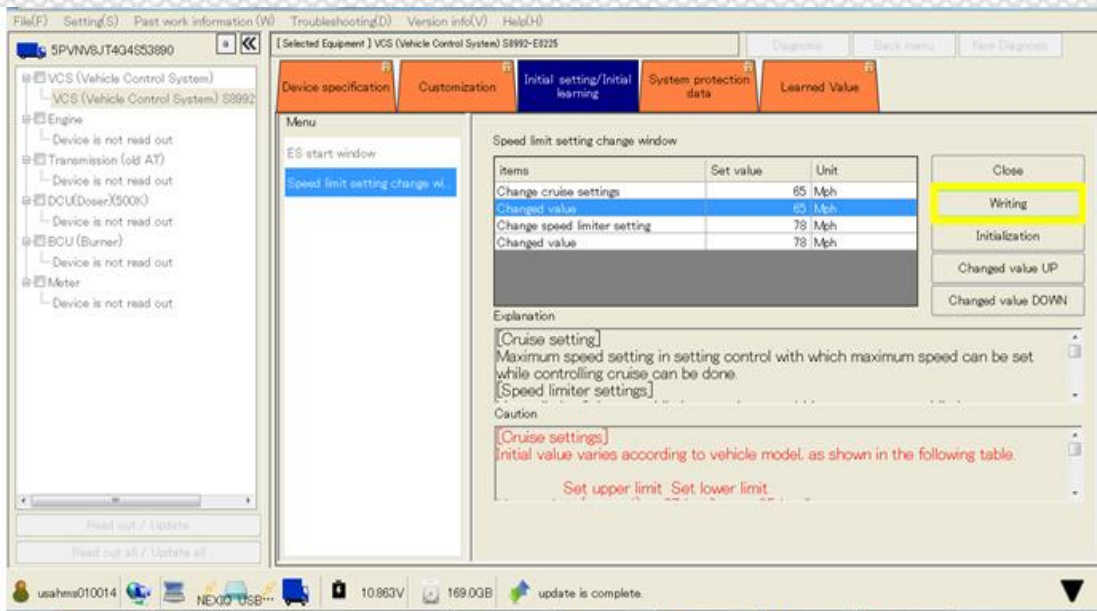 File(F) Setting(S) Past work information (W) Troubleshooting(D) Version info(V) Help(H)
5PVNV8JT4G4S53890
[ Selected Equipment ] VCS (Vehicle Control System) S8992-E0225
Diagnosis Back menu New Diagnosis
VCS (Vehicle Control System)
VCS (Vehicle Control System) S8992
Engine
Device is not read out
Transmission (old AT)
Device is not read out
DCU(Doser)(500K)
Device is not read out
BCU (Burner)
Device is not read out
Meter
Device is not read out
Read out / Update
Read out all / Update all
Device specification
Customization
Initial setting/Initial learning
System protection data
Learned Value
Menu
ES start window
Speed limit setting change wi...
Speed limit setting change window
items Set value Unit
Change cruise settings 65 Mph
Changed value 65 Mph
Change speed limiter setting 78 Mph
Changed value 78 Mph
Close
Writing
Initialization
Changed value UP
Changed value DOWN
Explanation
[Cruise setting]
Maximum speed setting in setting control with which maximum speed can be set
while controlling cruise can be done.
[Speed limiter settings]
Caution
[Cruise settings]
Initial value varies according to vehicle model, as shown in the following table.
Set upper limit Set lower limit
usahms010014 NEXIQ USB... 10.863V 169.0GB update is complete.